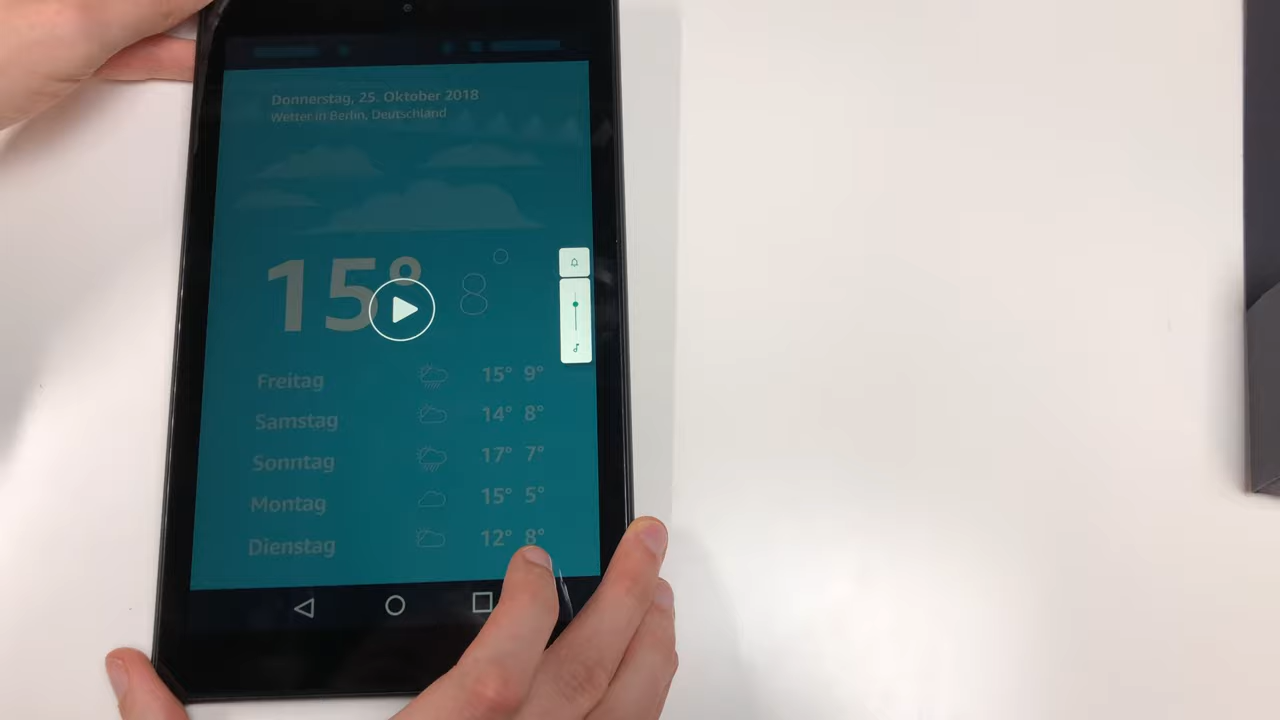 Donnerstag, 25. Oktober 2018
Wetter in Berlin, Deutschland
15° 8°
Freitag 15° 9°
Samstag 14° 8°
Sonntag 17° 7°
Montag 15° 5°
Dienstag 12° 8°